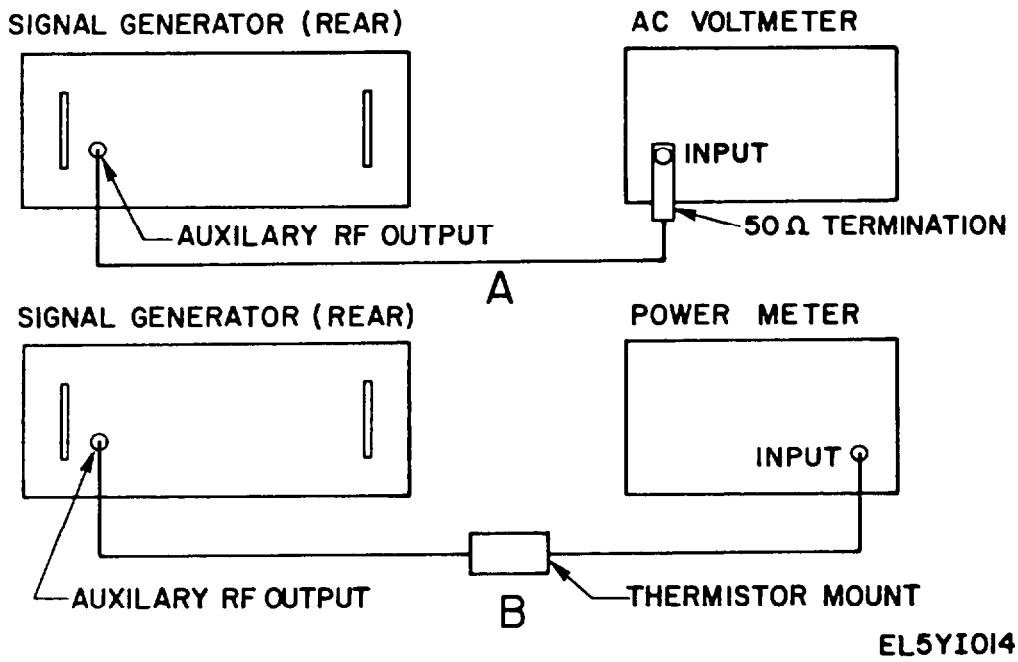 SIGNAL GENERATOR (REAR)
AC VOLTMETER
INPUT
AUXILARY RF OUTPUT
50 Ω TERMINATION
A
SIGNAL GENERATOR (REAR)
POWER METER
INPUT
AUXILARY RF OUTPUT
THERMISTOR MOUNT
B
EL5YI014